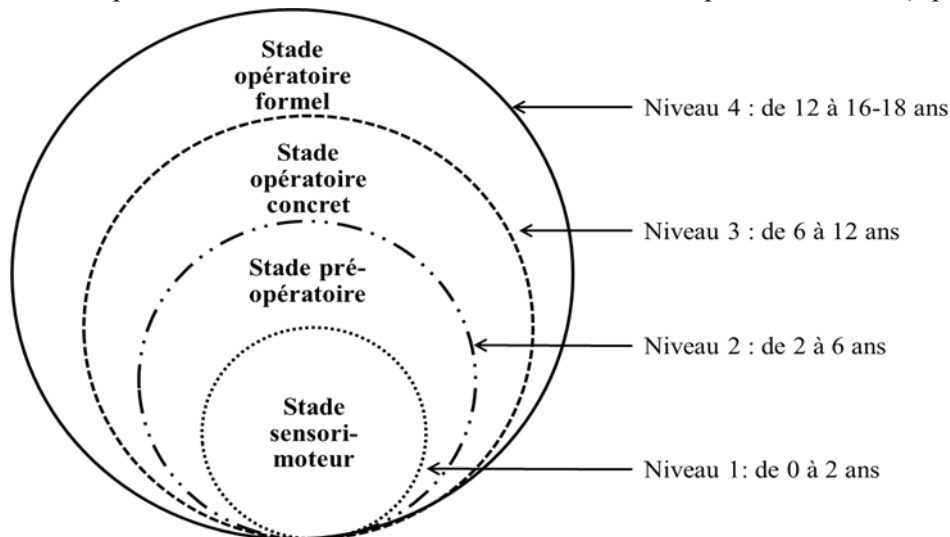 Stade
opératoire
formel
Niveau 4 : de 12 à 16-18 ans
Stade
opératoire
concret
Niveau 3 : de 6 à 12 ans
Stade pré-
opératoire
Niveau 2 : de 2 à 6 ans
Stade
sensori-
moteur
Niveau 1: de 0 à 2 ans